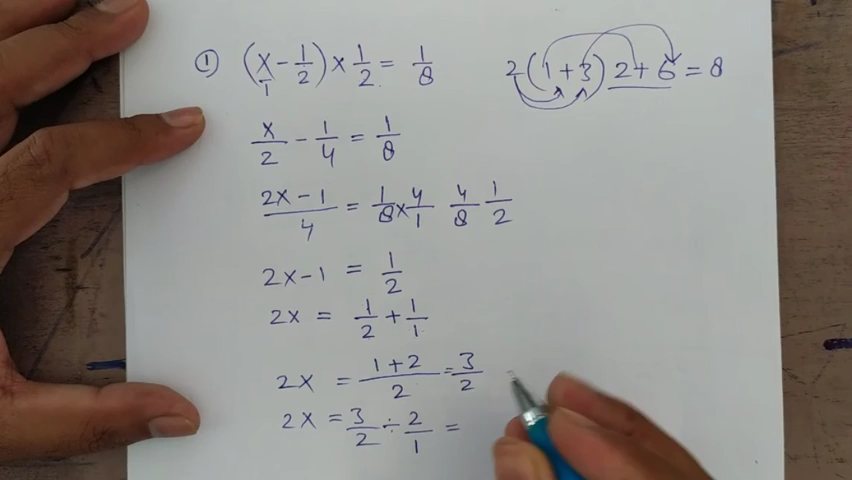 ① (x/1 - 1/2) × 1/2 = 1/8
2(1+3) 2+6 = 8
x/2 - 1/4 = 1/8
(2x - 1)/4 = 1/8 × 4/1 4/8 1/2
2x - 1 = 1/2
2x = 1/2 + 1/1
2x = (1+2)/2 = 3/2
2x = 3/2 ÷ 2/1 =